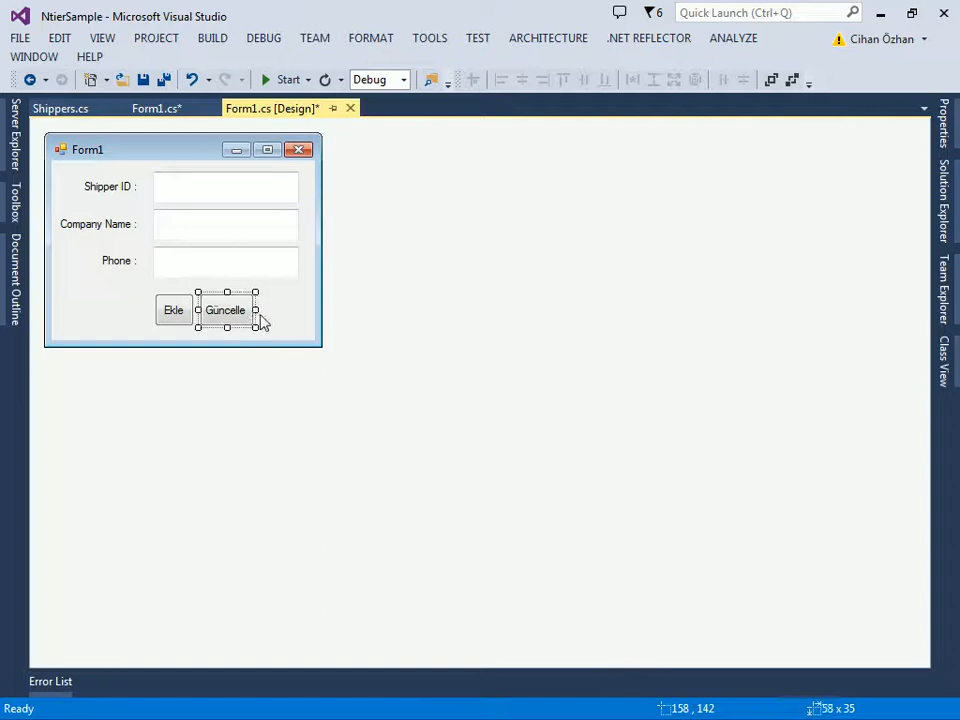 NtierSample - Microsoft Visual Studio
6
Quick Launch (Ctrl+Q)
FILE EDIT VIEW PROJECT BUILD DEBUG TEAM FORMAT TOOLS TEST ARCHITECTURE .NET REFLECTOR ANALYZE
Cihan Özhan
WINDOW HELP
Start
Debug
Shippers.cs
Form1.cs*
Form1.cs [Design]*
Server Explorer
Toolbox
Document Outline
Form1
Shipper ID :
Company Name :
Phone :
Ekle
Güncelle
Properties
Solution Explorer
Team Explorer
Class View
Error List
Ready
158 , 142
58 x 35